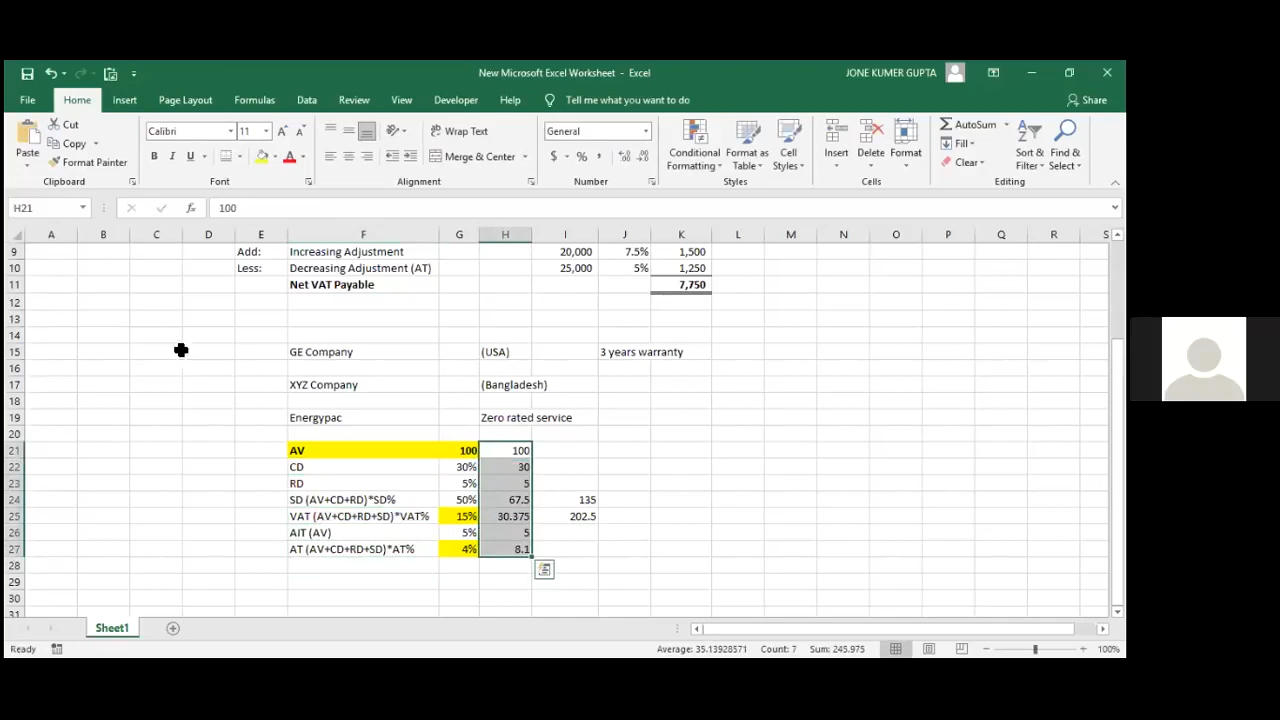 New Microsoft Excel Worksheet - Excel
JONE KUMER GUPTA
File Home Insert Page Layout Formulas Data Review View Developer Help Tell me what you want to do Share
Paste
Cut
Copy
Format Painter
Clipboard
Calibri 11
B I U
A A
A
Font
Wrap Text
Merge & Center
Alignment
General
$ % ,
Number
Conditional Formatting
Format as Table
Cell Styles
Styles
Insert
Delete
Format
Cells
AutoSum
Fill
Clear
Sort & Filter
Find & Select
Editing
H21 fx 100
A B C D E F G H I J K L M N O P Q R S
9 Add: Increasing Adjustment 20,000 7.5% 1,500
10 Less: Decreasing Adjustment (AT) 25,000 5% 1,250
11 Net VAT Payable 7,750
12
13
14
15 GE Company (USA) 3 years warranty
16
17 XYZ Company (Bangladesh)
18
19 Energypac Zero rated service
20
21 AV 100 100
22 CD 30% 30
23 RD 5% 5
24 SD (AV+CD+RD)*SD% 50% 67.5 135
25 VAT (AV+CD+RD+SD)*VAT% 15% 30.375 202.5
26 AIT (AV) 5% 5
27 AT (AV+CD+RD+SD)*AT% 4% 8.1
28
29
30
31
Sheet1
Ready Average: 35.13928571 Count: 7 Sum: 245.975 100%